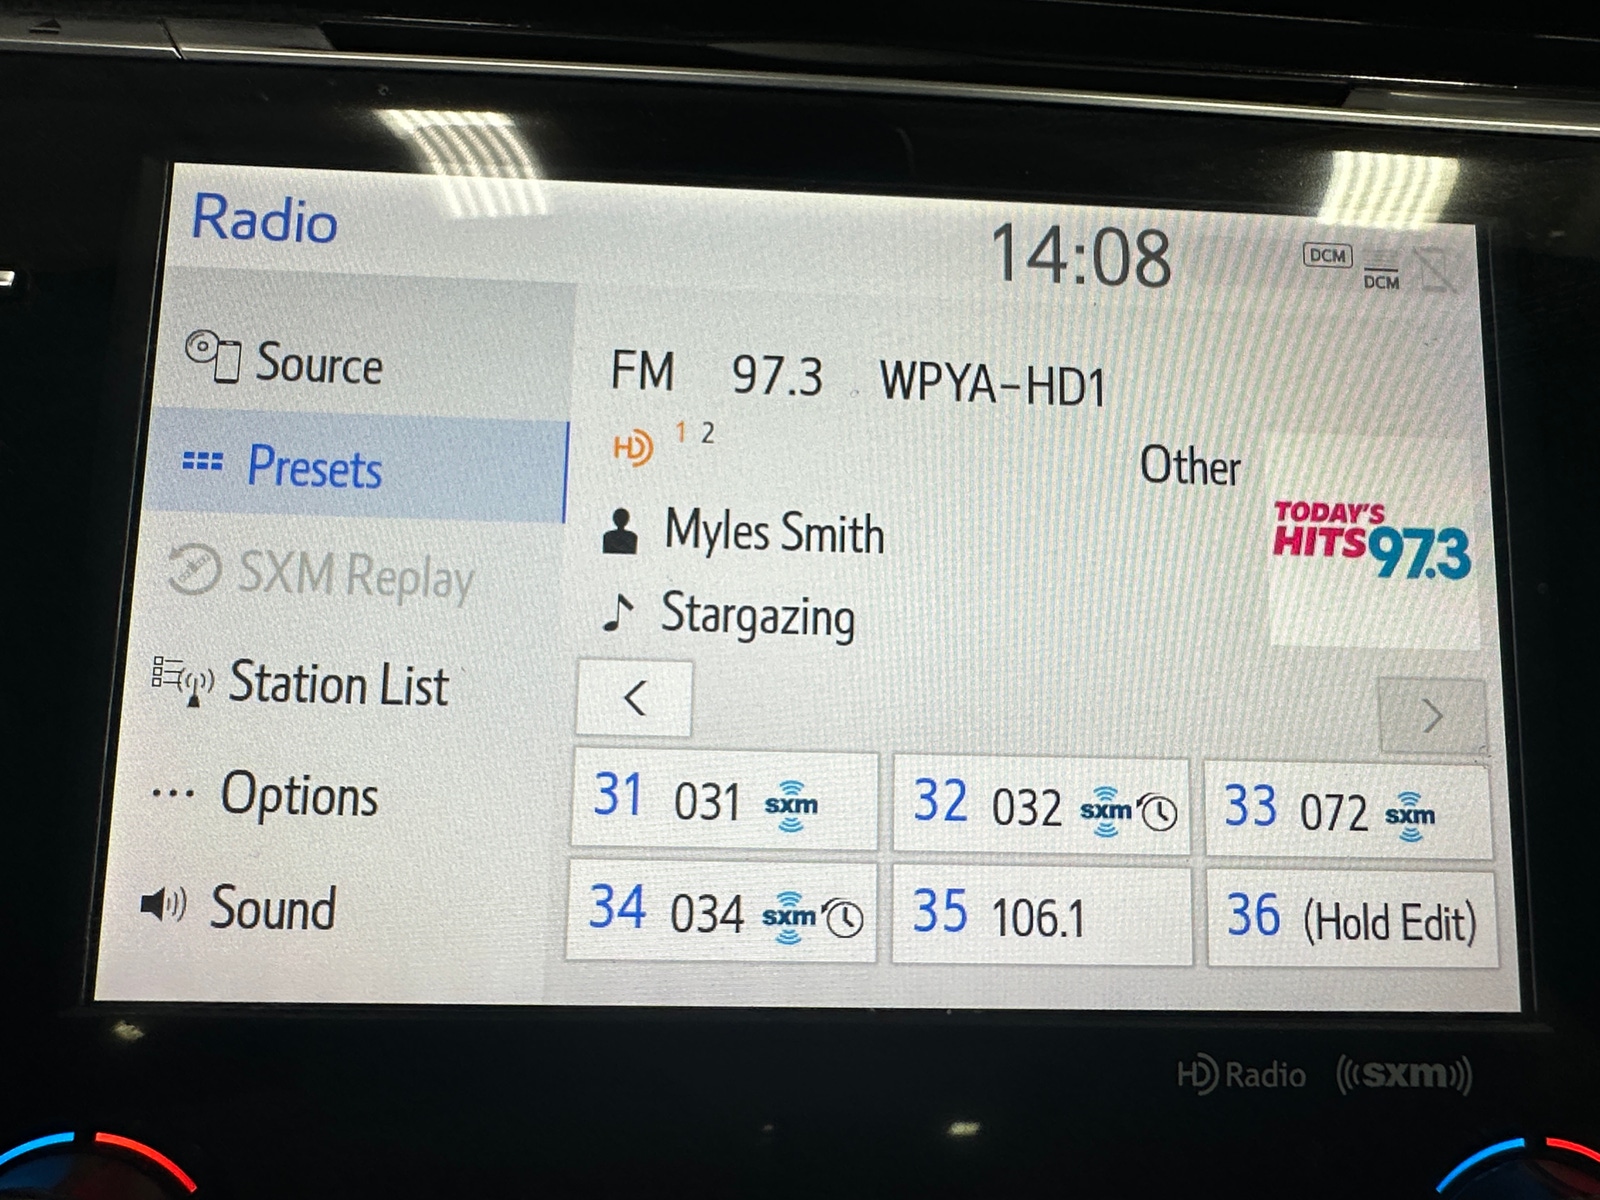 Radio
14:08
DCM
DCM
Source
Presets
SXM Replay
Station List
Options
Sound
FM 97.3 WPYA-HD1
HD 1 2
Other
Myles Smith
Stargazing
TODAY'S
HITS 97.3
<
>
31 031 sxm
32 032 sxm
33 072 sxm
34 034 sxm
35 106.1
36 (Hold Edit)
HD Radio
((sxm))